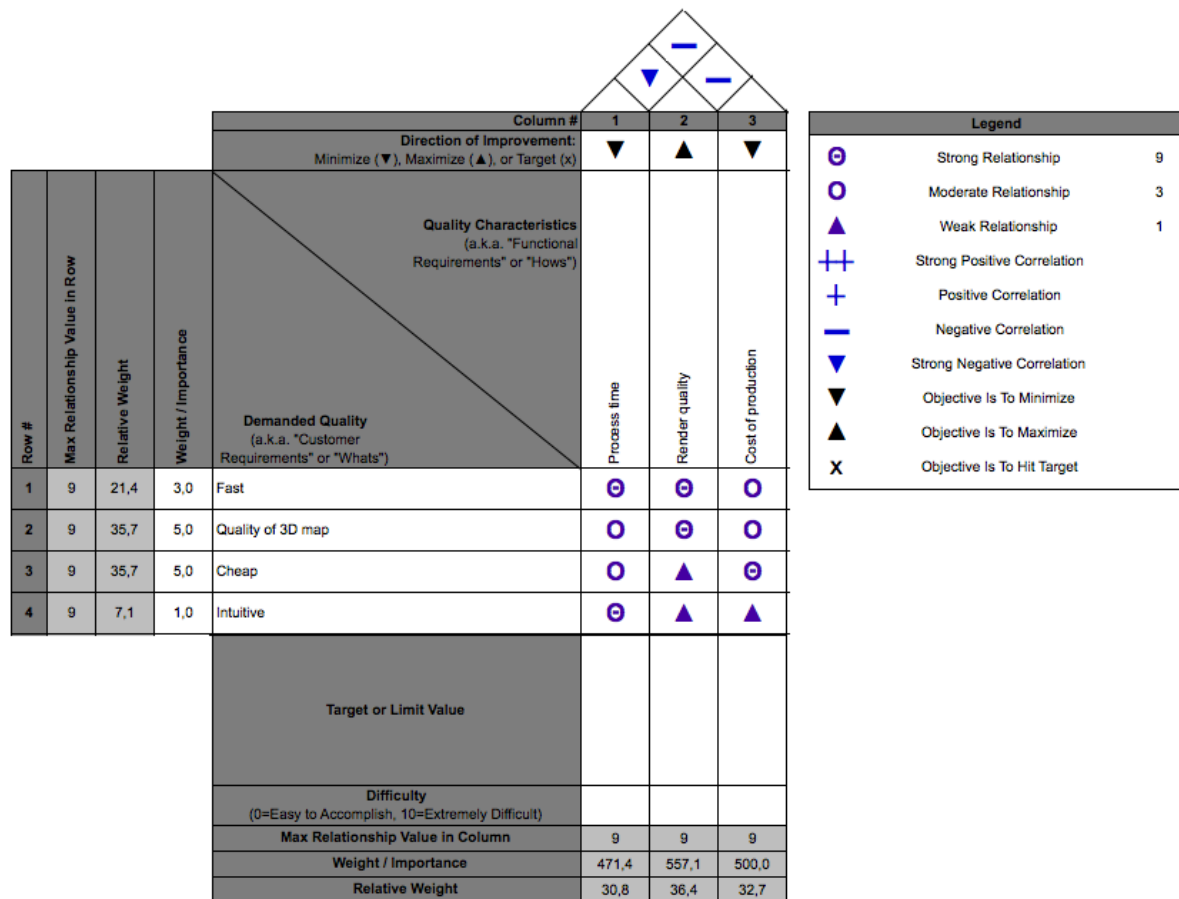 Column # 1 2 3
Direction of Improvement:
Minimize (▼), Maximize (▲), or Target (x) ▼ ▲ ▼
Quality Characteristics
(a.k.a. "Functional
Requirements" or "Hows")
Row #
Max Relationship Value in Row
Relative Weight
Weight / Importance
Demanded Quality
(a.k.a. "Customer
Requirements" or "Whats")
Process time
Render quality
Cost of production
1 9 21,4 3,0 Fast Θ Θ Ο
2 9 35,7 5,0 Quality of 3D map Ο Θ Ο
3 9 35,7 5,0 Cheap Ο ▲ Θ
4 9 7,1 1,0 Intuitive Θ ▲ ▲
Target or Limit Value
Difficulty
(0=Easy to Accomplish, 10=Extremely Difficult)
Max Relationship Value in Column 9 9 9
Weight / Importance 471,4 557,1 500,0
Relative Weight 30,8 36,4 32,7
Legend
Θ Strong Relationship 9
Ο Moderate Relationship 3
▲ Weak Relationship 1
┼┼ Strong Positive Correlation
┼ Positive Correlation
▬ Negative Correlation
▼ Strong Negative Correlation
▼ Objective Is To Minimize
▲ Objective Is To Maximize
x Objective Is To Hit Target